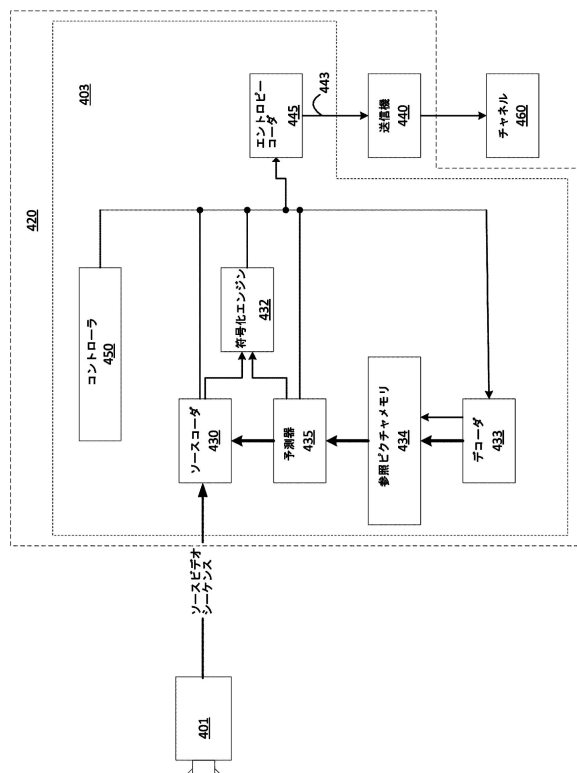 420
403
コントローラ
450
エントロピー
コーダ
445
443
送信機
440
チャネル
460
符号化エンジン
432
ソースコーダ
430
予測器
435
参照ピクチャメモリ
434
デコーダ
433
ソースビデオ
シーケンス
401